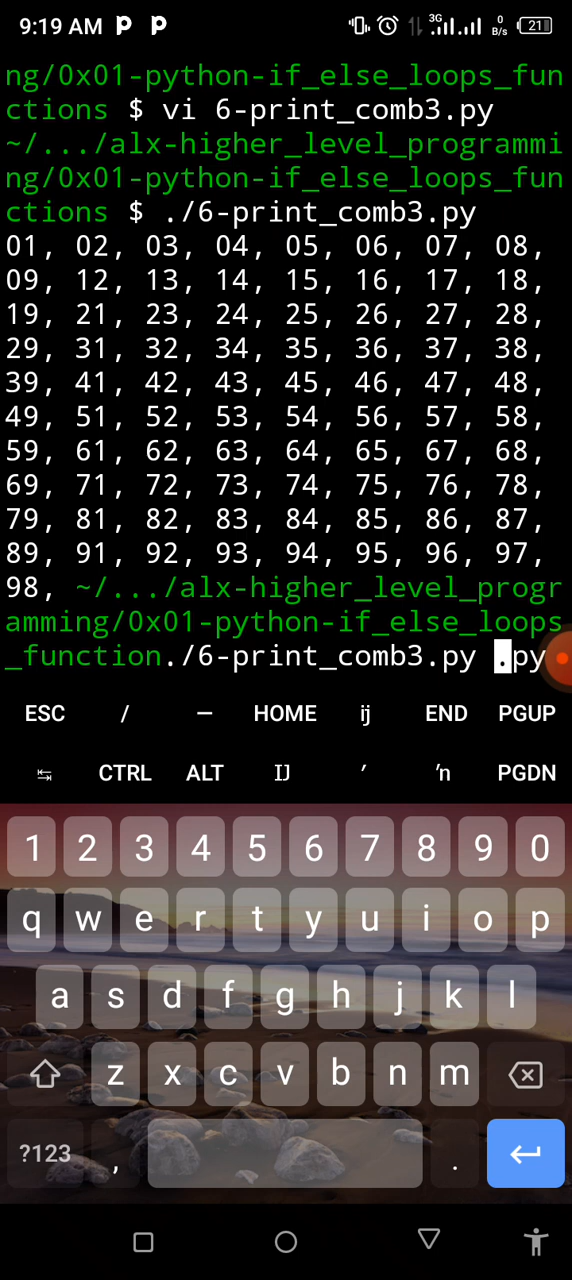 9:19 AM 3G 0 B/s 21
ng/0x01-python-if_else_loops_fun
ctions $ vi 6-print_comb3.py
~/.../alx-higher_level_programmi
ng/0x01-python-if_else_loops_fun
ctions $ ./6-print_comb3.py
01, 02, 03, 04, 05, 06, 07, 08,
09, 12, 13, 14, 15, 16, 17, 18,
19, 21, 23, 24, 25, 26, 27, 28,
29, 31, 32, 34, 35, 36, 37, 38,
39, 41, 42, 43, 45, 46, 47, 48,
49, 51, 52, 53, 54, 56, 57, 58,
59, 61, 62, 63, 64, 65, 67, 68,
69, 71, 72, 73, 74, 75, 76, 78,
79, 81, 82, 83, 84, 85, 86, 87,
89, 91, 92, 93, 94, 95, 96, 97,
98, ~/.../alx-higher_level_progr
amming/0x01-python-if_else_loops
_function./6-print_comb3.py .py
ESC / — HOME ĳ END PGUP
↹ CTRL ALT Ĳ ′ ŉ PGDN
1 2 3 4 5 6 7 8 9 0
q w e r t y u i o p
a s d f g h j k l
z x c v b n m
?123 , .